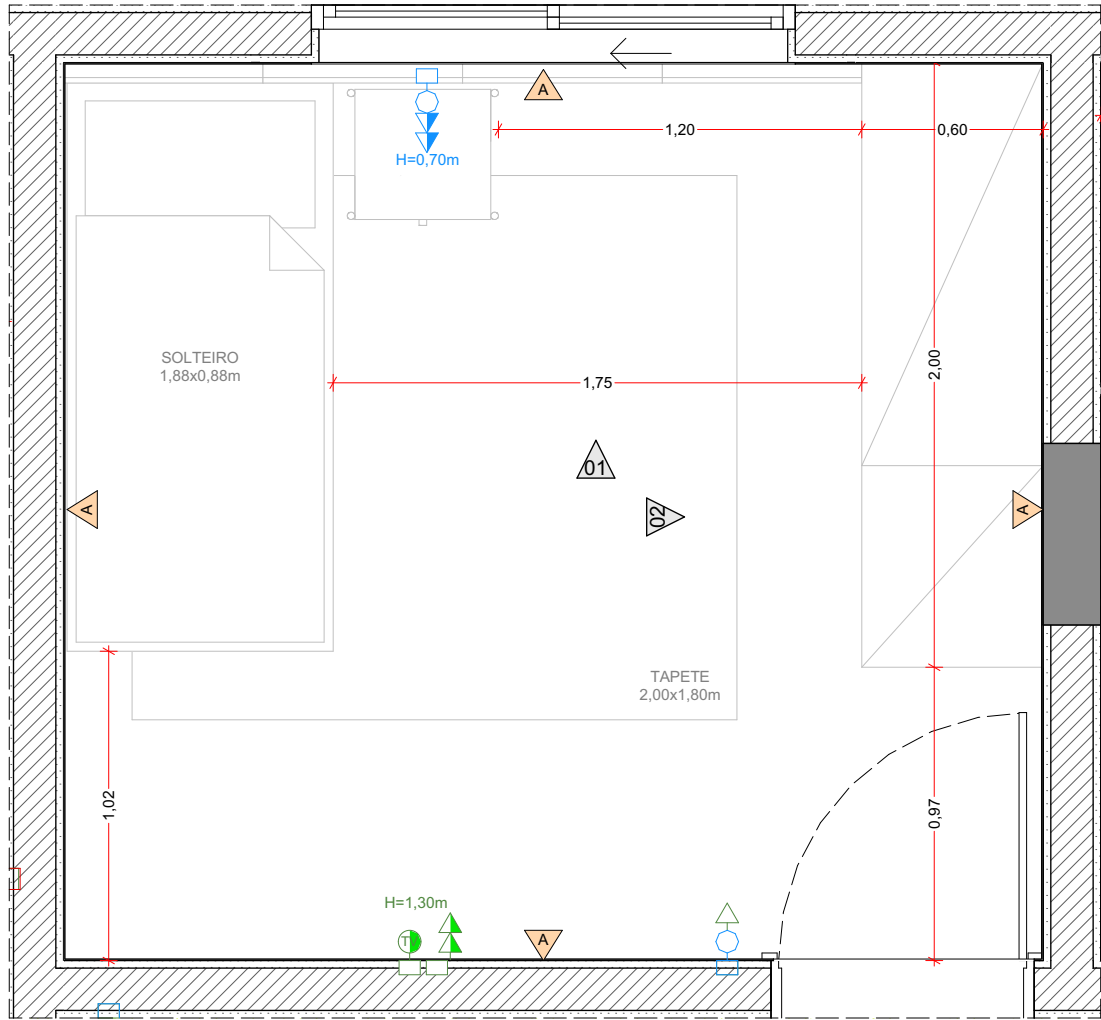 A
1,20
0,60
H=0,70m
SOLTEIRO
1,88x0,88m
2,00
1,75
01
02
A
A
TAPETE
2,00x1,80m
1,02
0,97
H=1,30m
TV
A